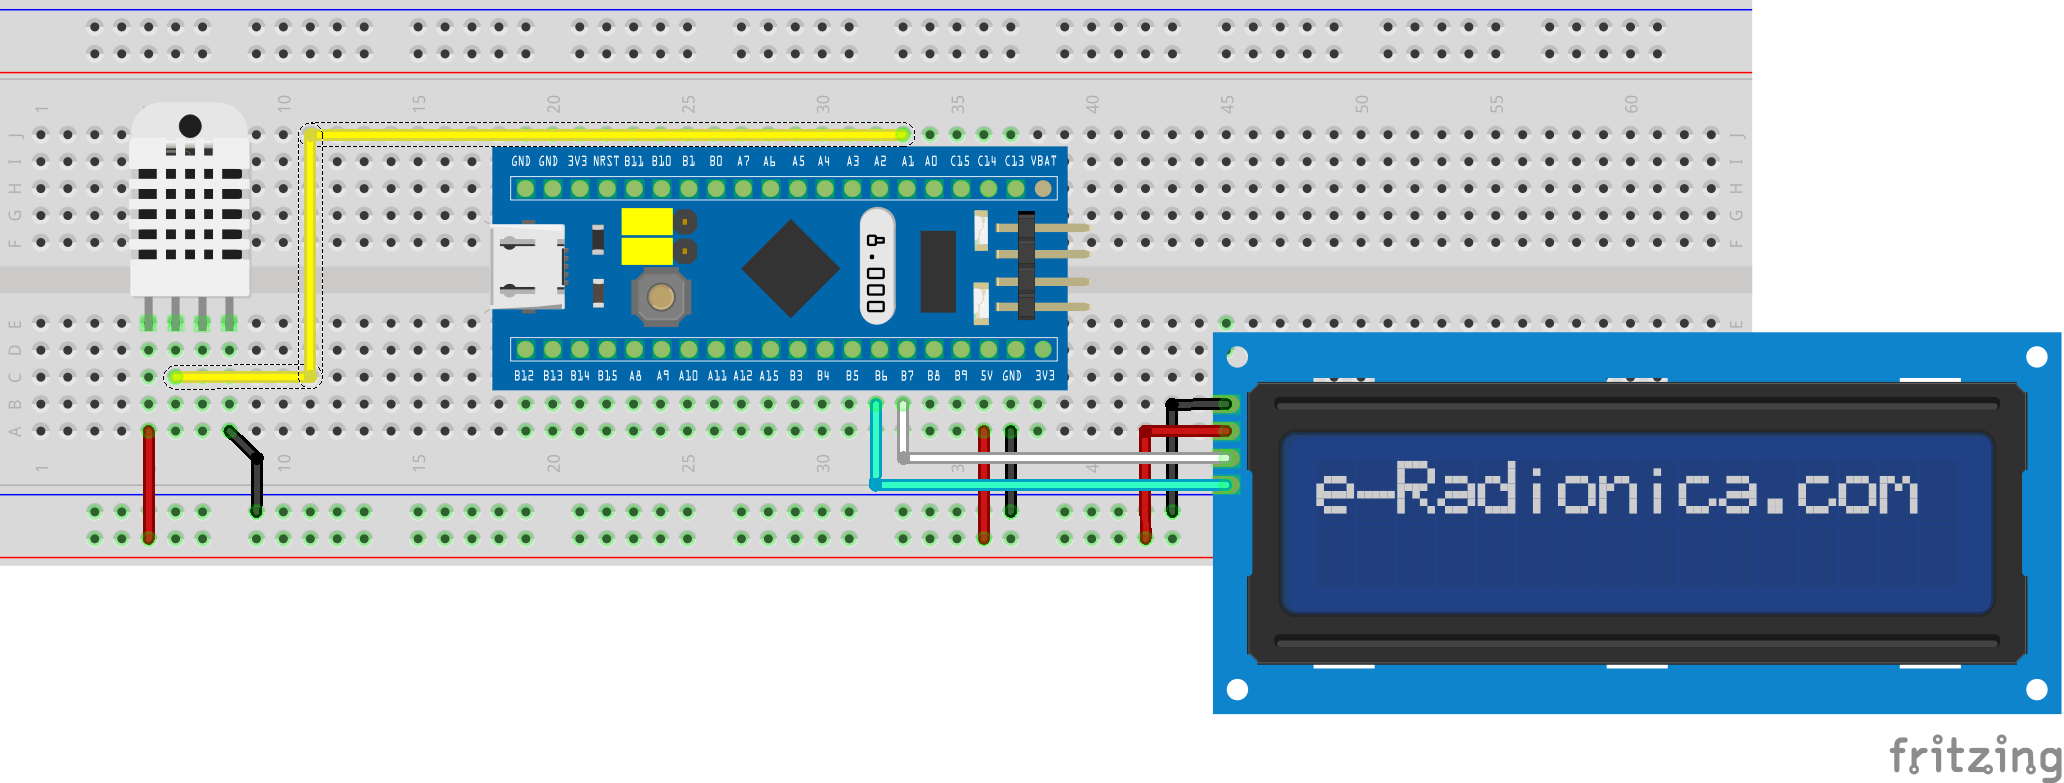 1 10 15 20 25 30 35 40 45 50 55 60
J J
I I
H H
G G
F F
GND GND 3V3 NRST B11 B10 B1 B0 A7 A6 A5 A4 A3 A2 A1 A0 C15 C14 C13 VBAT
8.000
E E
D
C
B
A
B12 B13 B14 B15 A8 A9 A10 A11 A12 A15 B3 B4 B5 B6 B7 B8 B9 5V GND 3V3
1 10 15 20 25 30 3 40
e-Radionica.com
fritzing